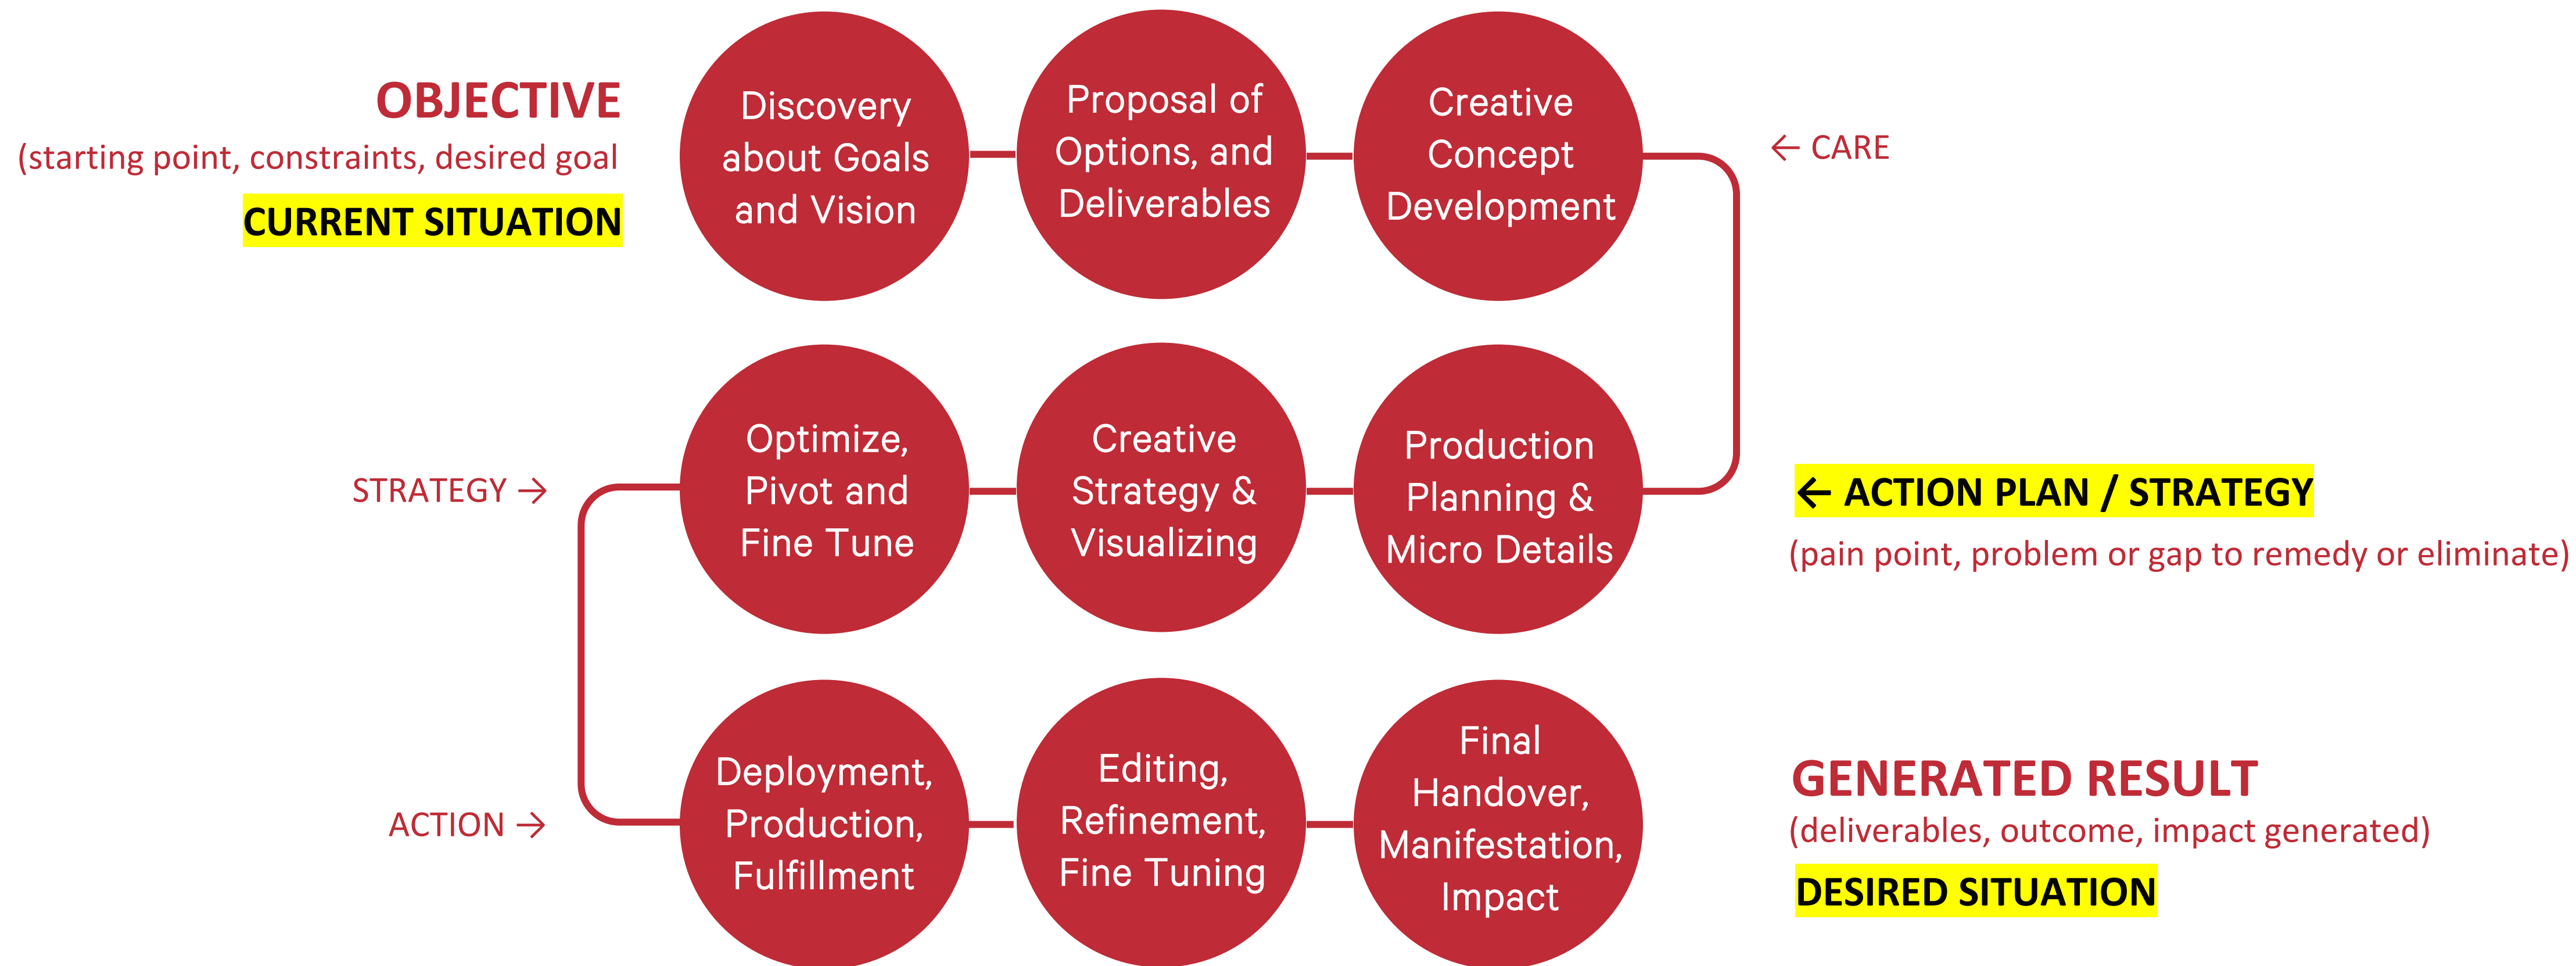 OBJECTIVE
(starting point, constraints, desired goal
CURRENT SITUATION
Discovery
about Goals
and Vision
Proposal of
Options, and
Deliverables
Creative
Concept
Development
← CARE
STRATEGY →
Optimize,
Pivot and
Fine Tune
Creative
Strategy &
Visualizing
Production
Planning &
Micro Details
← ACTION PLAN / STRATEGY
(pain point, problem or gap to remedy or eliminate)
ACTION →
Deployment,
Production,
Fulfillment
Editing,
Refinement,
Fine Tuning
Final
Handover,
Manifestation,
Impact
GENERATED RESULT
(deliverables, outcome, impact generated)
DESIRED SITUATION